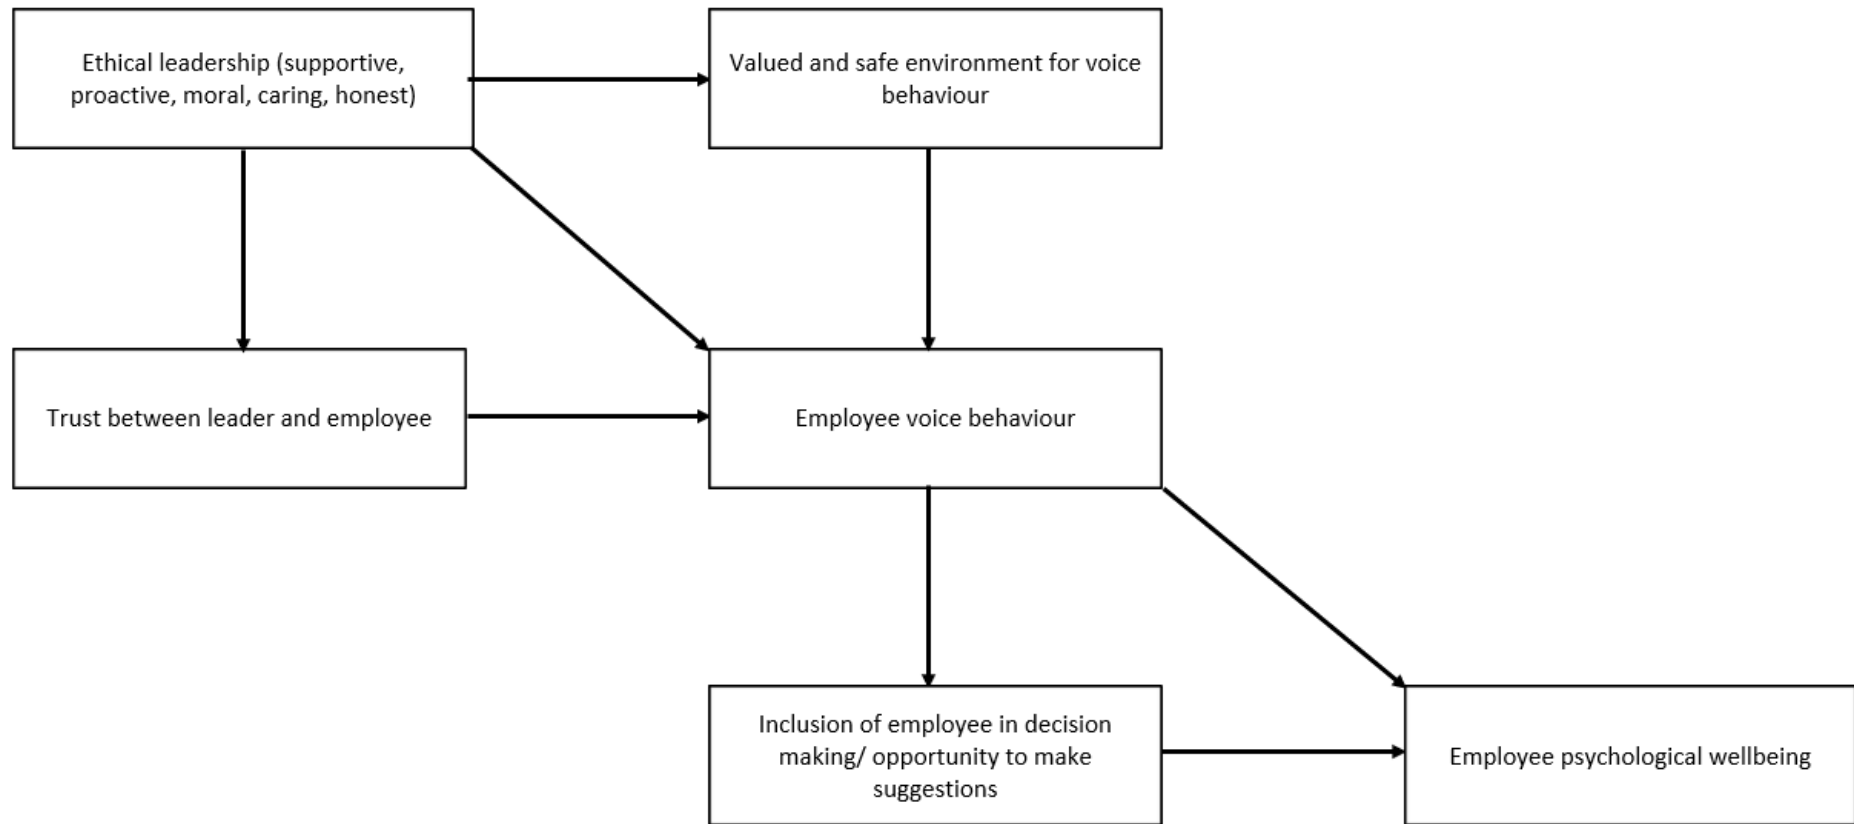 Ethical leadership (supportive,
proactive, moral, caring, honest)
Valued and safe environment for voice
behaviour
Trust between leader and employee
Employee voice behaviour
Inclusion of employee in decision
making/ opportunity to make
suggestions
Employee psychological wellbeing